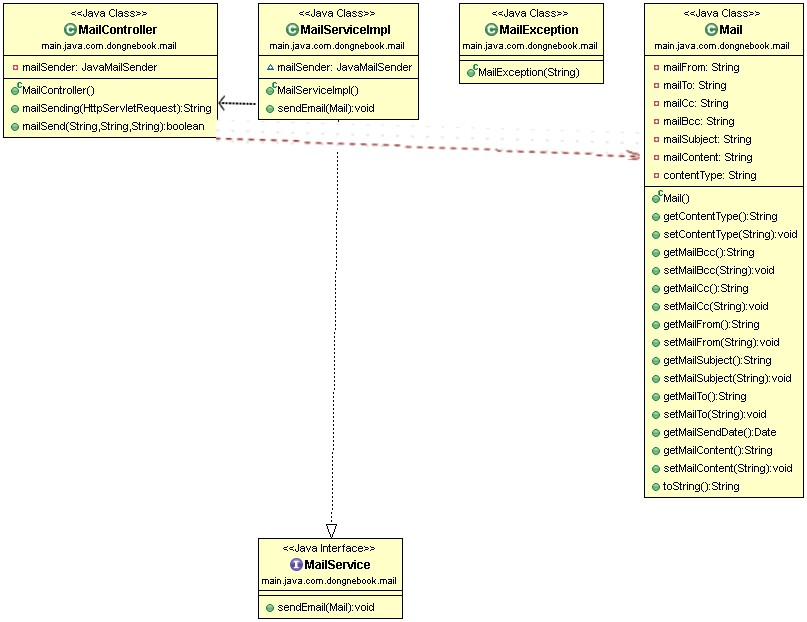 <<Java Class>>
MailController
main.java.com.dongnebook.mail
mailSender: JavaMailSender
MailController()
mailSending(HttpServletRequest):String
mailSend(String,String,String):boolean
<<Java Class>>
MailServiceImpl
main.java.com.dongnebook.mail
mailSender: JavaMailSender
MailServiceImpl()
sendEmail(Mail):void
<<Java Class>>
MailException
main.java.com.dongnebook.mail
MailException(String)
<<Java Class>>
Mail
main.java.com.dongnebook.mail
mailFrom: String
mailTo: String
mailCc: String
mailBcc: String
mailSubject: String
mailContent: String
contentType: String
Mail()
getContentType():String
setContentType(String):void
getMailBcc():String
setMailBcc(String):void
getMailCc():String
setMailCc(String):void
getMailFrom():String
setMailFrom(String):void
getMailSubject():String
setMailSubject(String):void
getMailTo():String
setMailTo(String):void
getMailSendDate():Date
getMailContent():String
setMailContent(String):void
toString():String
<<Java Interface>>
MailService
main.java.com.dongnebook.mail
sendEmail(Mail):void